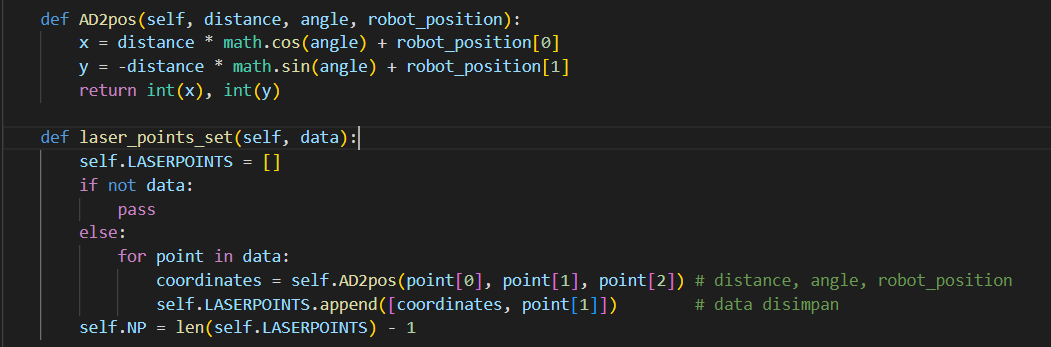 def AD2pos(self, distance, angle, robot_position):
    x = distance * math.cos(angle) + robot_position[0]
    y = -distance * math.sin(angle) + robot_position[1]
    return int(x), int(y)

def laser_points_set(self, data):
    self.LASERPOINTS = []
    if not data:
        pass
    else:
        for point in data:
            coordinates = self.AD2pos(point[0], point[1], point[2]) # distance, angle, robot_position
            self.LASERPOINTS.append([coordinates, point[1]])        # data disimpan
    self.NP = len(self.LASERPOINTS) - 1